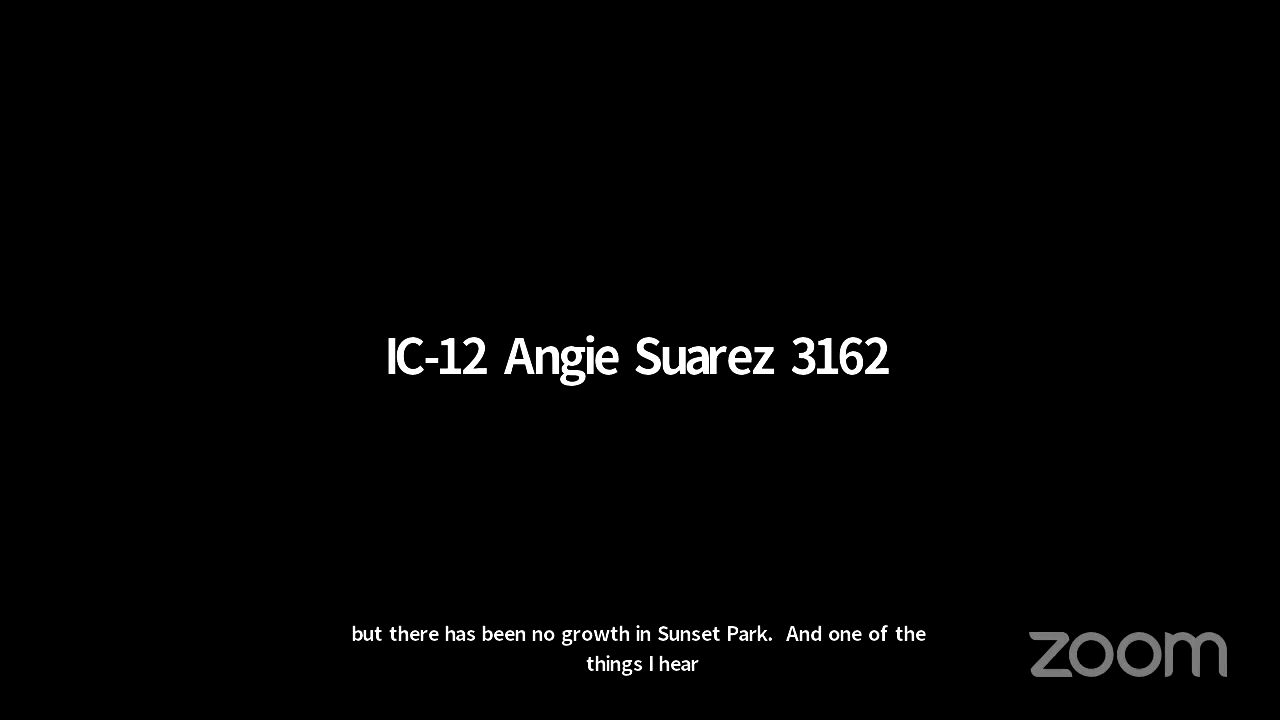 IC-12 Angie Suarez 3162
but there has been no growth in Sunset Park.  And one of the
things I hear
zoom